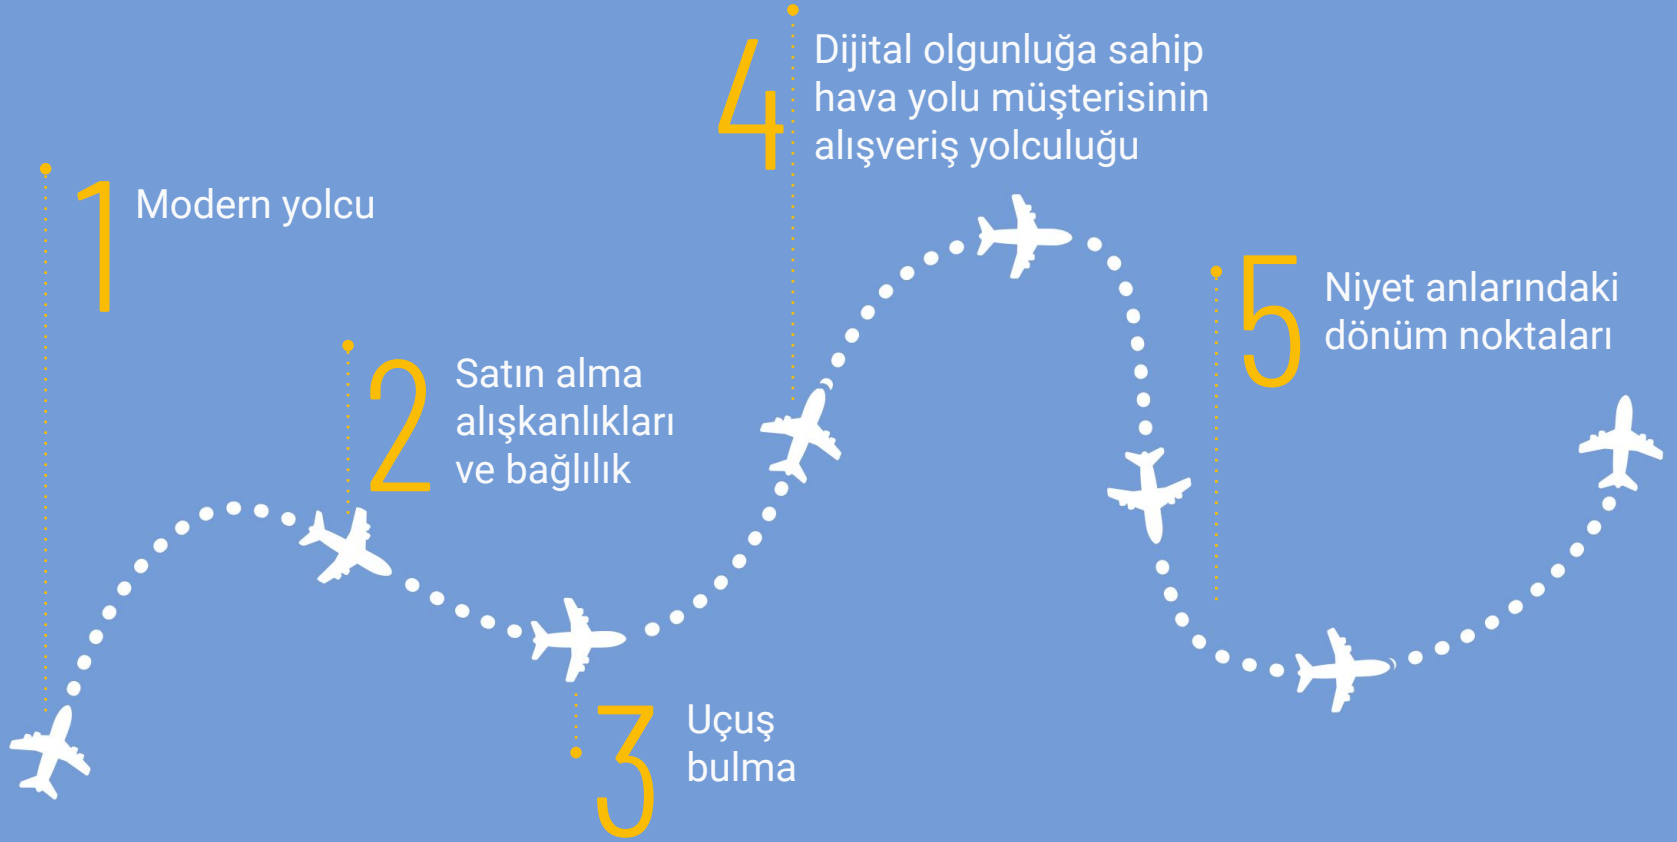 1
Modern yolcu
2
Satın alma
alışkanlıkları
ve bağlılık
3
Uçuş
bulma
4
Dijital olgunluğa sahip
hava yolu müşterisinin
alışveriş yolculuğu
5
Niyet anlarındaki
dönüm noktaları